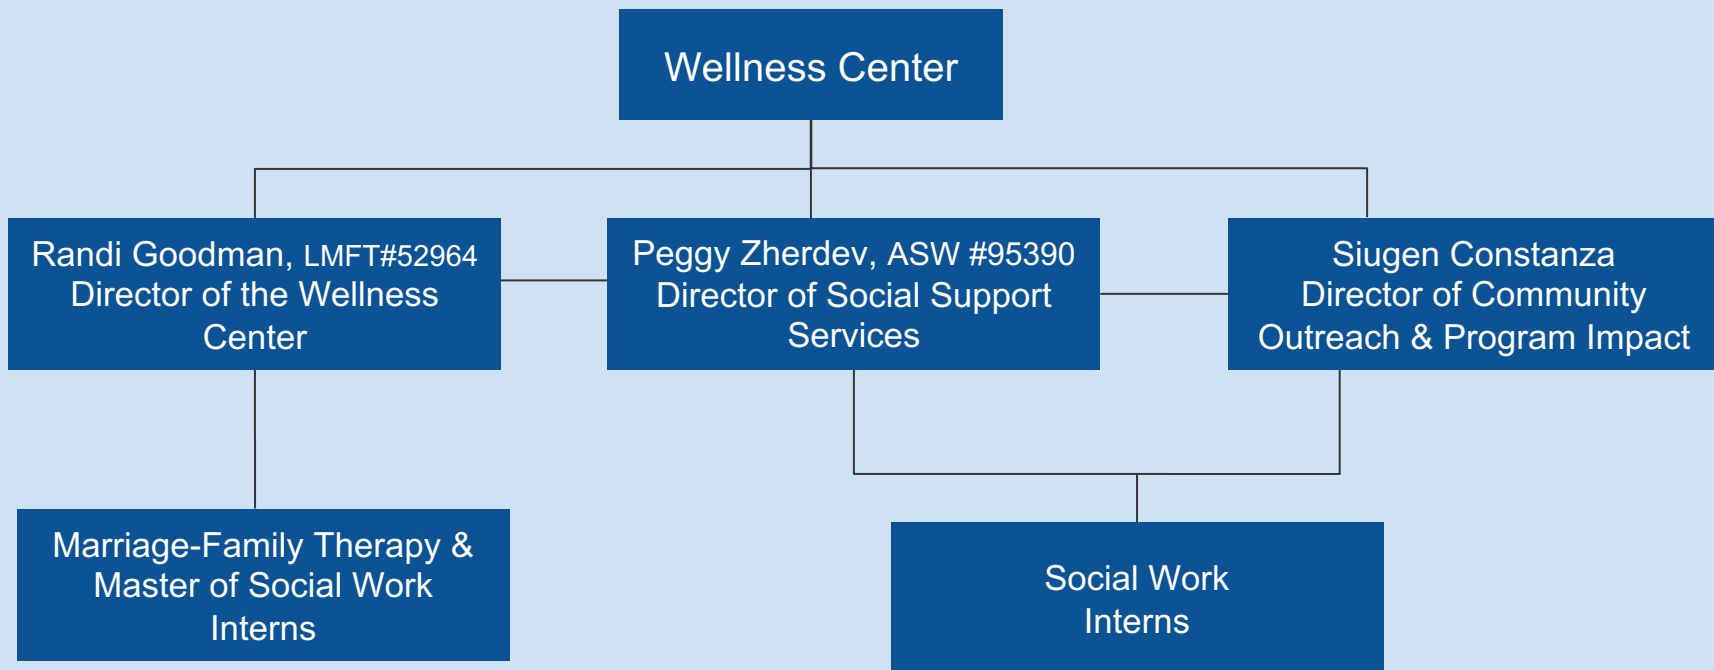 Wellness Center
Randi Goodman, LMFT#52964
Director of the Wellness
Center
Peggy Zherdev, ASW #95390
Director of Social Support
Services
Siugen Constanza
Director of Community
Outreach & Program Impact
Marriage-Family Therapy &
Master of Social Work
Interns
Social Work
Interns